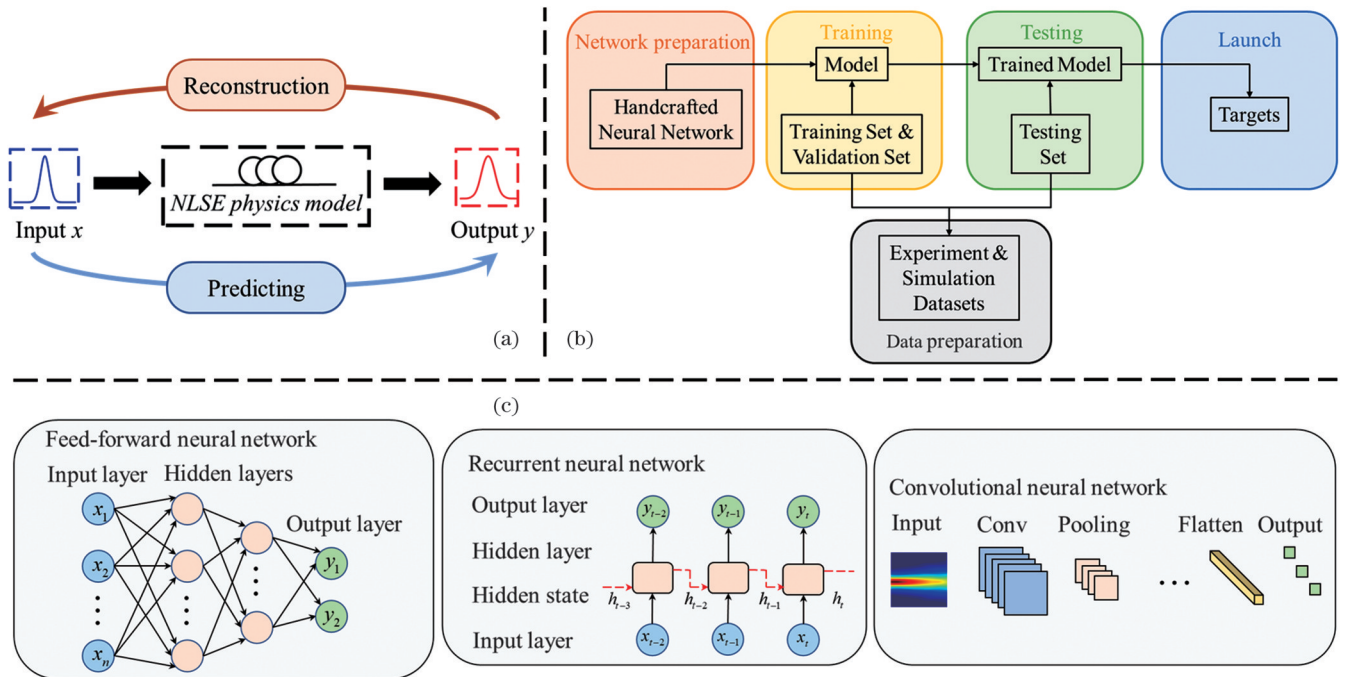 Reconstruction
NLSE physics model
Input x
Output y
Predicting
(a)
Network preparation
Handcrafted
Neural Network
Training
Model
Training Set &
Validation Set
Testing
Trained Model
Testing
Set
Launch
Targets
Experiment &
Simulation
Datasets
Data preparation
(b)
(c)
Feed-forward neural network
Input layer
Hidden layers
Output layer
x₁
x₂
xₙ
y₁
y₂
Recurrent neural network
Output layer
yₜ₋₂ yₜ₋₁ yₜ
Hidden layer
Hidden state
hₜ₋₃ hₜ₋₂ hₜ₋₁ hₜ
Input layer
xₜ₋₂ xₜ₋₁ xₜ
Convolutional neural network
Input Conv Pooling Flatten Output